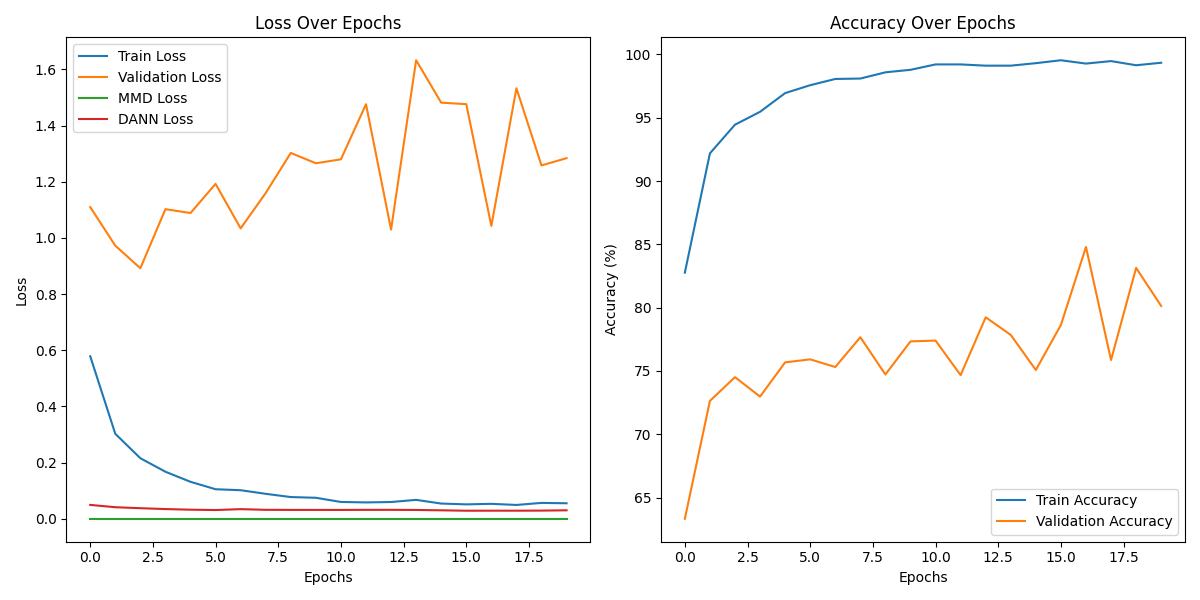 Loss Over Epochs
Train Loss
Validation Loss
MMD Loss
DANN Loss
Loss
1.6
1.4
1.2
1.0
0.8
0.6
0.4
0.2
0.0
0.0 2.5 5.0 7.5 10.0 12.5 15.0 17.5
Epochs
Accuracy Over Epochs
Accuracy (%)
100
95
90
85
80
75
70
65
Train Accuracy
Validation Accuracy
0.0 2.5 5.0 7.5 10.0 12.5 15.0 17.5
Epochs